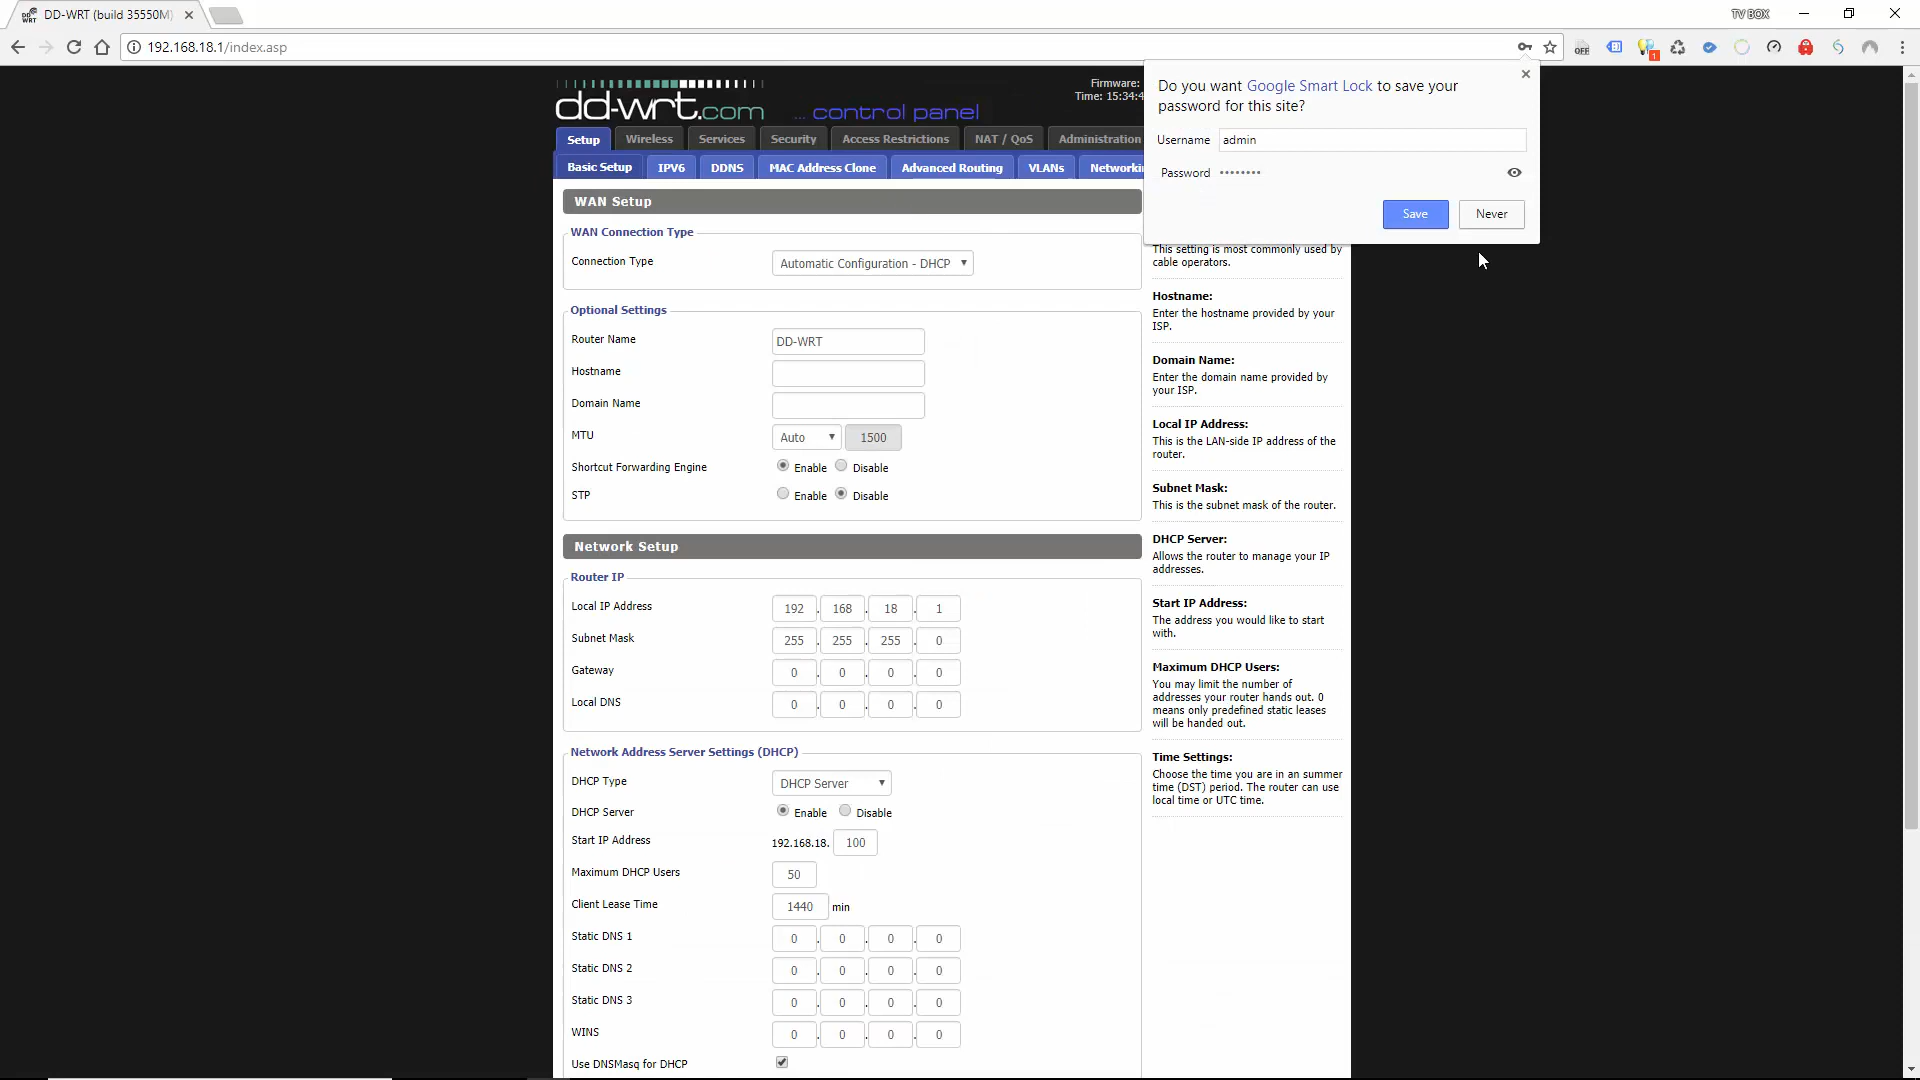 DD-WRT (build 35550M)
TV BOX
192.168.18.1/index.asp
OFF
1
Do you want Google Smart Lock to save your
password for this site?
Username admin
Password ••••••••
Save Never
dd-wrt.com ... control panel
Firmware:
Time: 15:34:4
Setup Wireless Services Security Access Restrictions NAT / QoS Administration
Basic Setup IPV6 DDNS MAC Address Clone Advanced Routing VLANs Networki
WAN Setup
WAN Connection Type
Connection Type Automatic Configuration - DHCP
Optional Settings
Router Name DD-WRT
Hostname
Domain Name
MTU Auto 1500
Shortcut Forwarding Engine Enable Disable
STP Enable Disable
Network Setup
Router IP
Local IP Address 192 . 168 . 18 . 1
Subnet Mask 255 . 255 . 255 . 0
Gateway 0 . 0 . 0 . 0
Local DNS 0 . 0 . 0 . 0
Network Address Server Settings (DHCP)
DHCP Type DHCP Server
DHCP Server Enable Disable
Start IP Address 192.168.18. 100
Maximum DHCP Users 50
Client Lease Time 1440 min
Static DNS 1 0 . 0 . 0 . 0
Static DNS 2 0 . 0 . 0 . 0
Static DNS 3 0 . 0 . 0 . 0
WINS 0 . 0 . 0 . 0
Use DNSMasq for DHCP
This setting is most commonly used by
cable operators.
Hostname:
Enter the hostname provided by your
ISP.
Domain Name:
Enter the domain name provided by
your ISP.
Local IP Address:
This is the LAN-side IP address of the
router.
Subnet Mask:
This is the subnet mask of the router.
DHCP Server:
Allows the router to manage your IP
addresses.
Start IP Address:
The address you would like to start
with.
Maximum DHCP Users:
You may limit the number of
addresses your router hands out. 0
means only predefined static leases
will be handed out.
Time Settings:
Choose the time you are in an summer
time (DST) period. The router can use
local time or UTC time.